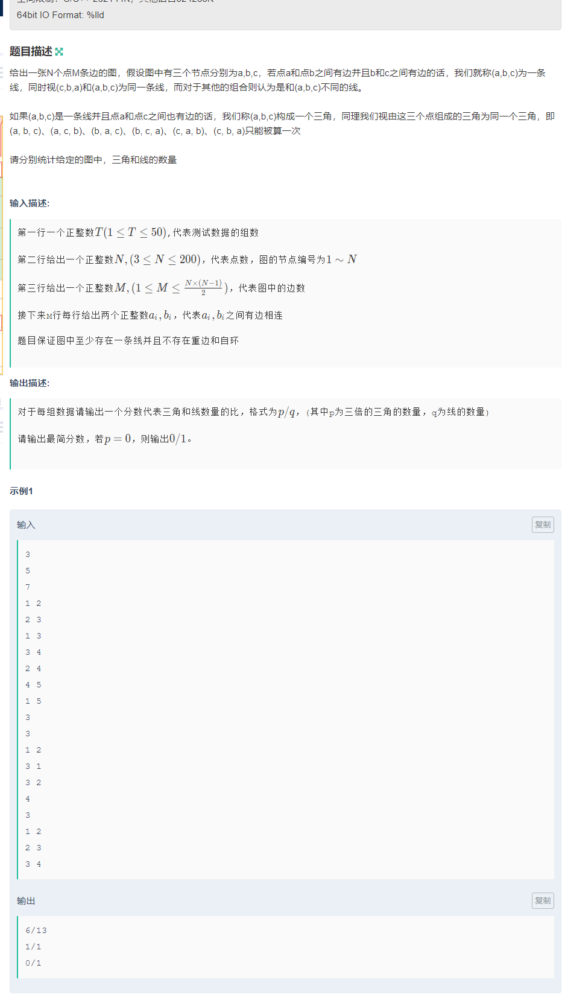 64bit IO Format: %lld
题目描述
给出一张N个点M条边的图，假设图中有三个节点分别为a,b,c，若点a和点b之间有边并且b和c之间有边的话，我们就称(a,b,c)为一条
线，同时视(c,b,a)和(a,b,c)为同一条线，而对于其他的组合则认为是和(a,b,c)不同的线。
如果(a,b,c)是一条线并且点a和点c之间也有边的话，我们称(a,b,c)构成一个三角，同理我们视由这三个点组成的三角为同一个三角，即
(a, b, c)、(a, c, b)、(b, a, c)、(b, c, a)、(c, a, b)、(c, b, a)只能被算一次
请分别统计给定的图中，三角和线的数量
输入描述:
第一行一个正整数T(1 ≤ T ≤ 50),代表测试数据的组数
第二行给出一个正整数N, (3 ≤ N ≤ 200)，代表点数，图的节点编号为1 ∼ N
第三行给出一个正整数M, (1 ≤ M ≤ N×(N−1)/2)，代表图中的边数
接下来M行每行给出两个正整数aᵢ, bᵢ，代表aᵢ, bᵢ之间有边相连
题目保证图中至少存在一条线并且不存在重边和自环
输出描述:
对于每组数据请输出一个分数代表三角和线数量的比，格式为p/q，(其中p为三倍的三角的数量，q为线的数量)
请输出最简分数，若p = 0，则输出0/1。
示例1
输入 复制
3
5
7
1 2
2 3
1 3
3 4
2 4
4 5
1 5
3
3
1 2
3 1
3 2
4
3
1 2
2 3
3 4
输出 复制
6/13
1/1
0/1